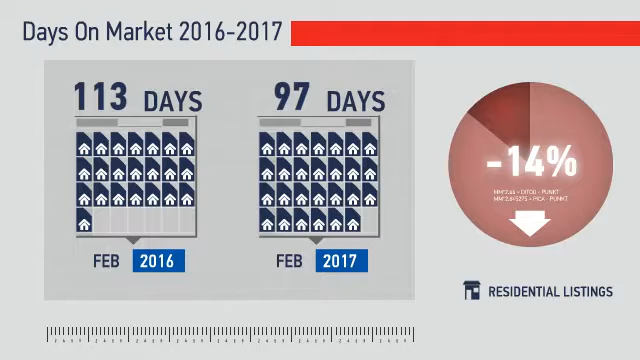 Days On Market 2016-2017
113 DAYS
97 DAYS
-14%
FEB 2016
FEB 2017
RESIDENTIAL LISTINGS